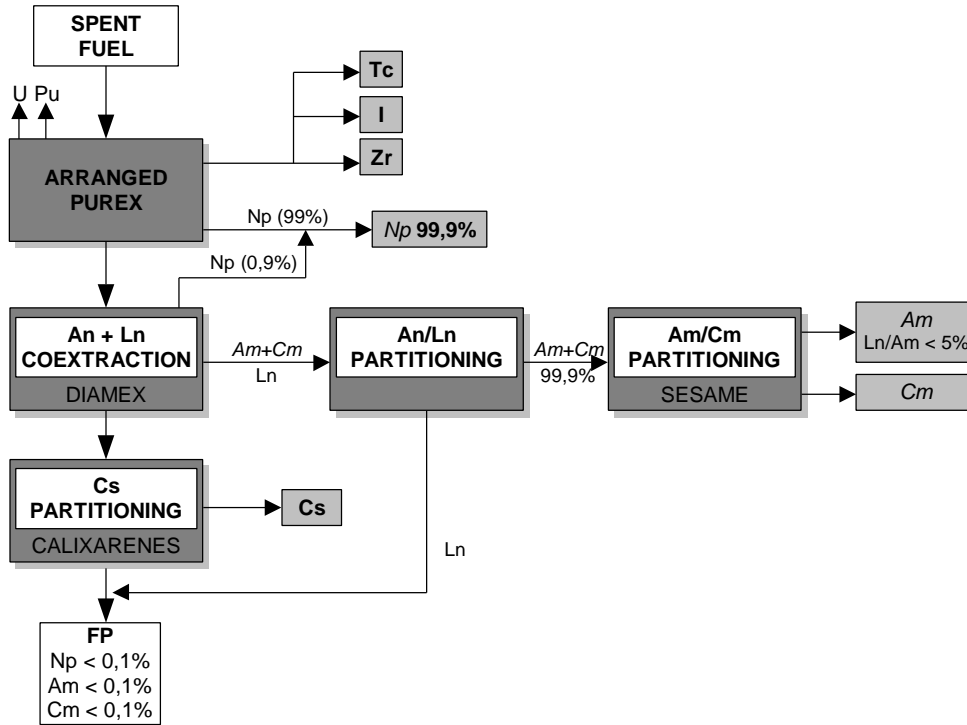 SPENT
FUEL
U Pu
Tc
I
Zr
ARRANGED
PUREX
Np (99%)
Np 99,9%
Np (0,9%)
An + Ln
COEXTRACTION
DIAMEX
Am+Cm
Ln
An/Ln
PARTITIONING
Am+Cm
99,9%
Am/Cm
PARTITIONING
SESAME
Am
Ln/Am < 5%
Cm
Cs
PARTITIONING
CALIXARENES
Cs
Ln
FP
Np < 0,1%
Am < 0,1%
Cm < 0,1%